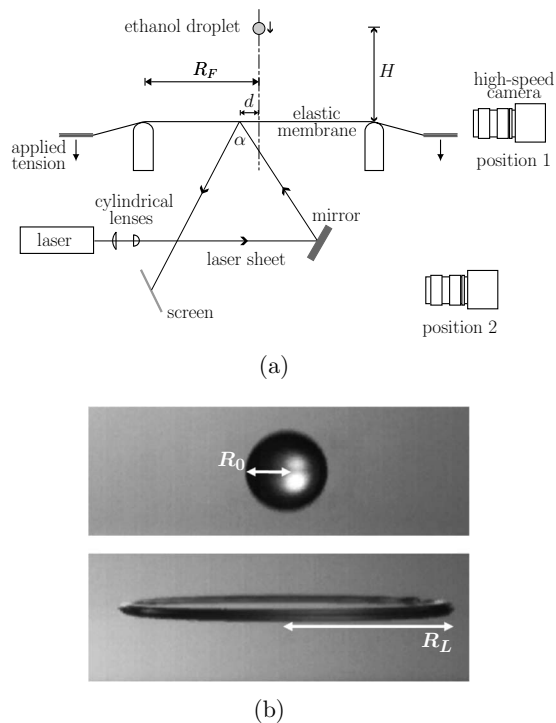 ethanol droplet
R_F
d
H
high-speed
camera
elastic
membrane
applied
tension
α
position 1
cylindrical
lenses
mirror
laser
laser sheet
screen
position 2
(a)
R_0
R_L
(b)